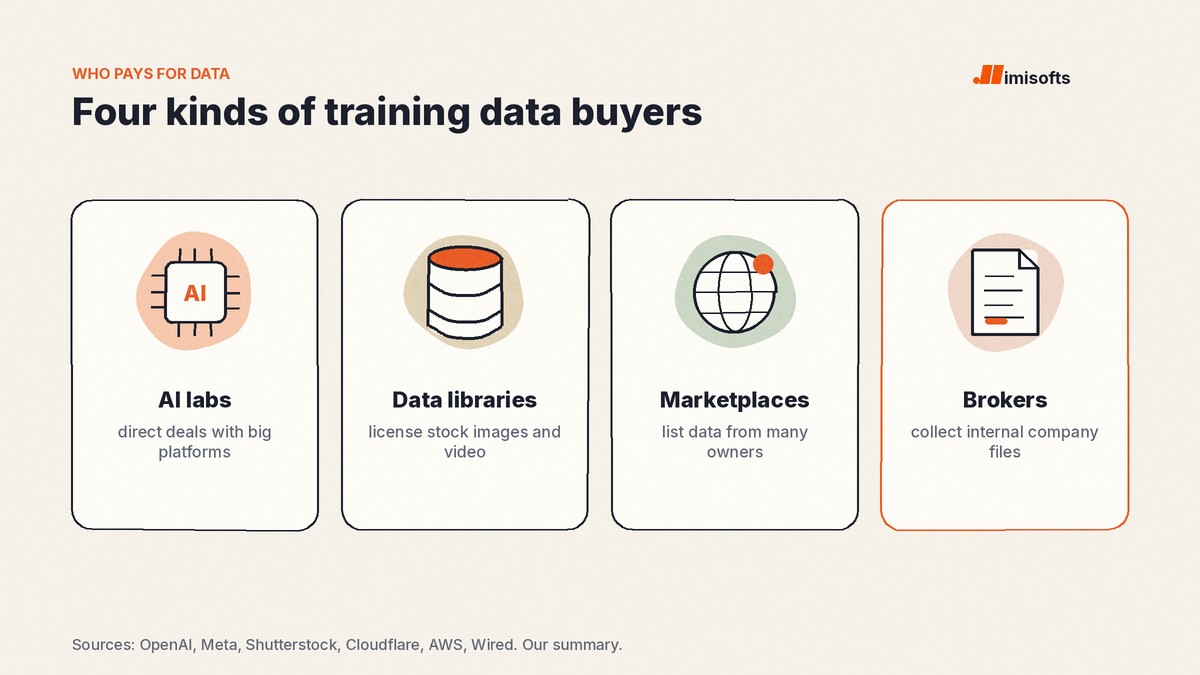 WHO PAYS FOR DATA
Four kinds of training data buyers
imisofts
AI
AI labs
direct deals with big
platforms
Data libraries
license stock images and
video
Marketplaces
list data from many
owners
Brokers
collect internal company
files
Sources: OpenAI, Meta, Shutterstock, Cloudflare, AWS, Wired. Our summary.